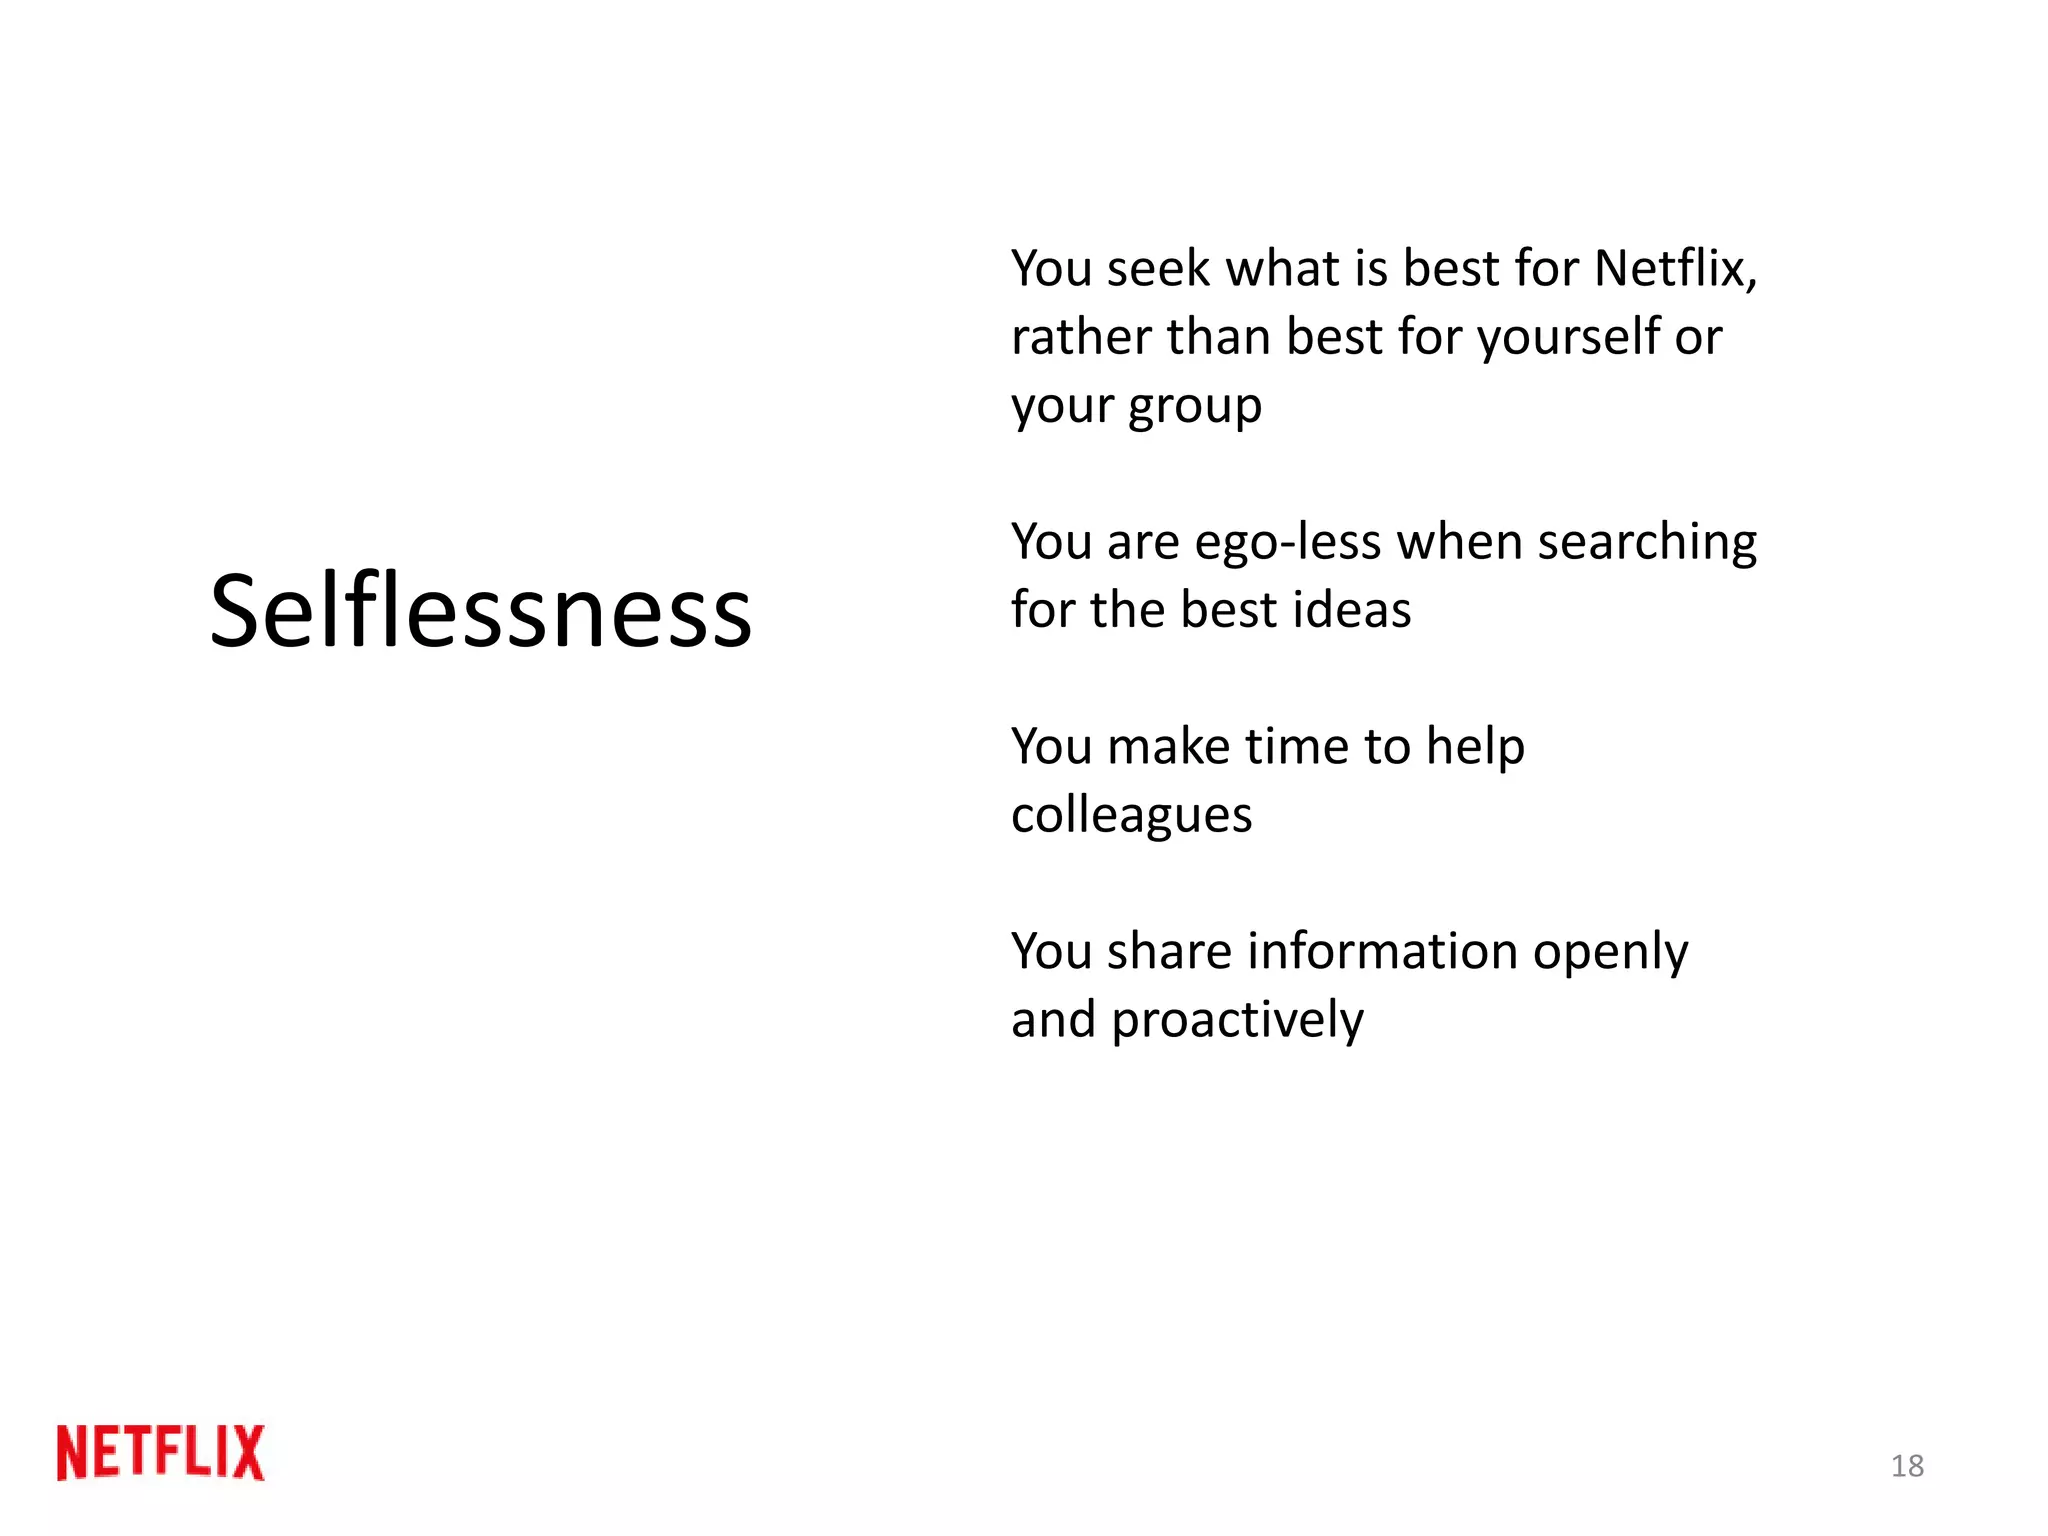 Selflessness
You seek what is best for Netflix,
rather than best for yourself or
your group
You are ego-less when searching
for the best ideas
You make time to help
colleagues
You share information openly
and proactively
NETFLIX
18